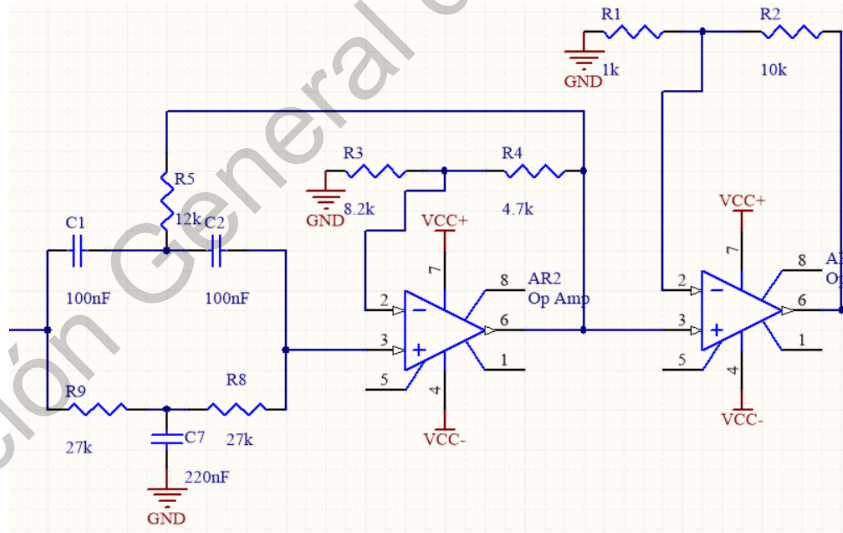 R1
R2
GND
1k
10k
R3
R4
R5
GND
8.2k
4.7k
12k
C1
C2
VCC+
VCC+
7
7
8
AR2
Op Amp
8
100nF
100nF
2
6
3
1
5
4
2
6
3
1
5
4
R9
R8
C7
27k
27k
VCC-
VCC-
220nF
GND
ción General